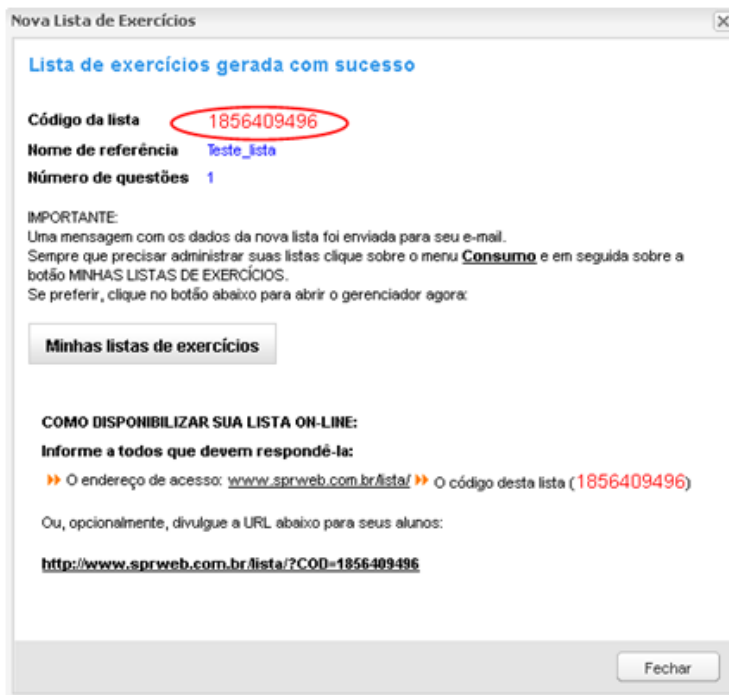 Nova Lista de Exercícios
Lista de exercícios gerada com sucesso
Código da lista 1856409496
Nome de referência Teste_lista
Número de questões 1
IMPORTANTE:
Uma mensagem com os dados da nova lista foi enviada para seu e-mail.
Sempre que precisar administrar suas listas clique sobre o menu Consumo e em seguida sobre a
botão MINHAS LISTAS DE EXERCÍCIOS.
Se preferir, clique no botão abaixo para abrir o gerenciador agora:
Minhas listas de exercícios
COMO DISPONIBILIZAR SUA LISTA ON-LINE:
Informe a todos que devem respondê-la:
O endereço de acesso: www.sprweb.com.br/lista/ O código desta lista (1856409496)
Ou, opcionalmente, divulgue a URL abaixo para seus alunos:
http://www.sprweb.com.br/lista/?COD=1856409496
Fechar